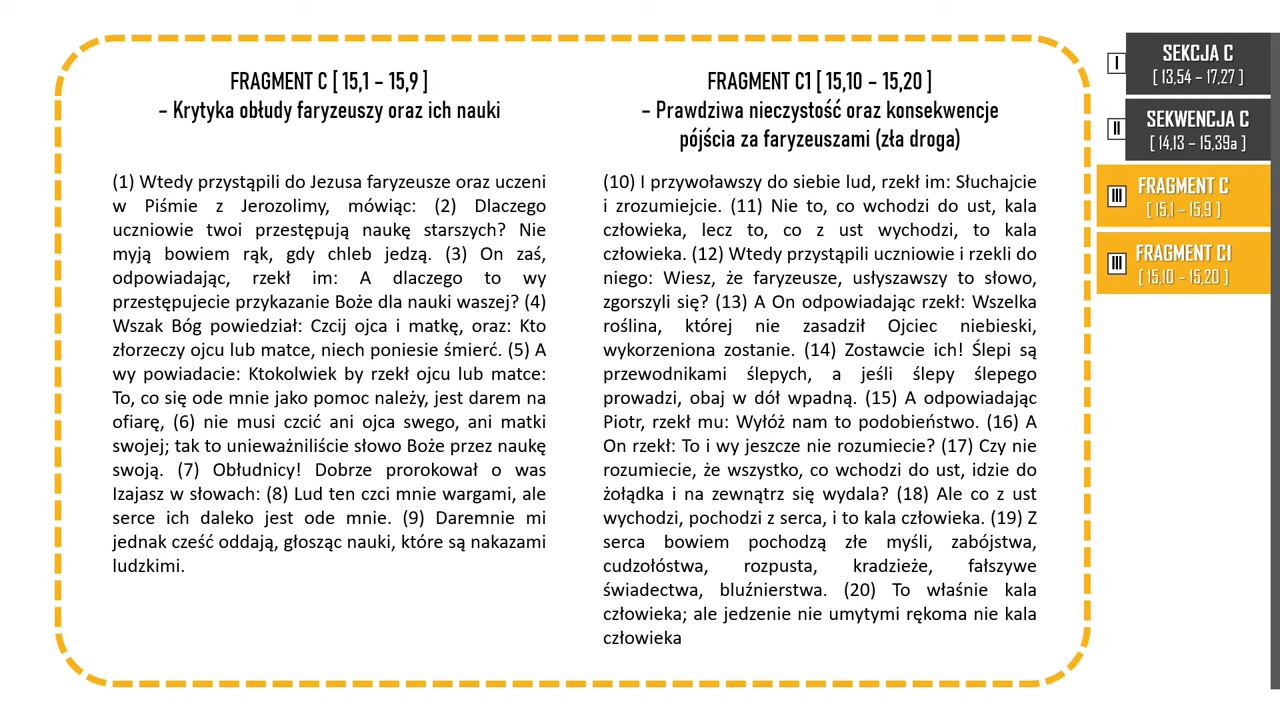 FRAGMENT C [ 15,1 – 15,9 ]
– Krytyka obłudy faryzeuszy oraz ich nauki
(1) Wtedy przystąpili do Jezusa faryzeusze oraz uczeni
w Piśmie z Jerozolimy, mówiąc: (2) Dlaczego
uczniowie twoi przestępują naukę starszych? Nie
myją bowiem rąk, gdy chleb jedzą. (3) On zaś,
odpowiadając, rzekł im: A dlaczego to wy
przestępujecie przykazanie Boże dla nauki waszej? (4)
Wszak Bóg powiedział: Czcij ojca i matkę, oraz: Kto
złorzeczy ojcu lub matce, niech poniesie śmierć. (5) A
wy powiadacie: Ktokolwiek by rzekł ojcu lub matce:
To, co się ode mnie jako pomoc należy, jest darem na
ofiarę, (6) nie musi czcić ani ojca swego, ani matki
swojej; tak to unieważniliście słowo Boże przez naukę
swoją. (7) Obłudnicy! Dobrze prorokował o was
Izajasz w słowach: (8) Lud ten czci mnie wargami, ale
serce ich daleko jest ode mnie. (9) Daremnie mi
jednak cześć oddają, głosząc nauki, które są nakazami
ludzkimi.
FRAGMENT C1 [ 15,10 – 15,20 ]
– Prawdziwa nieczystość oraz konsekwencje
pójścia za faryzeuszami (zła droga)
(10) I przywoławszy do siebie lud, rzekł im: Słuchajcie
i zrozumiejcie. (11) Nie to, co wchodzi do ust, kala
człowieka, lecz to, co z ust wychodzi, to kala
człowieka. (12) Wtedy przystąpili uczniowie i rzekli do
niego: Wiesz, że faryzeusze, usłyszawszy to słowo,
zgorszyli się? (13) A On odpowiadając rzekł: Wszelka
roślina, której nie zasadził Ojciec niebieski,
wykorzeniona zostanie. (14) Zostawcie ich! Ślepi są
przewodnikami ślepych, a jeśli ślepy ślepego
prowadzi, obaj w dół wpadną. (15) A odpowiadając
Piotr, rzekł mu: Wyłóż nam to podobieństwo. (16) A
On rzekł: To i wy jeszcze nie rozumiecie? (17) Czy nie
rozumiecie, że wszystko, co wchodzi do ust, idzie do
żołądka i na zewnątrz się wydala? (18) Ale co z ust
wychodzi, pochodzi z serca, i to kala człowieka. (19) Z
serca bowiem pochodzą złe myśli, zabójstwa,
cudzołóstwa, rozpusta, kradzieże, fałszywe
świadectwa, bluźnierstwa. (20) To właśnie kala
człowieka; ale jedzenie nie umytymi rękoma nie kala
człowieka
I
SEKCJA C
[ 13,54 – 17,27 ]
II
SEKWENCJA C
[ 14,13 – 15,39a ]
III
FRAGMENT C
[ 15,1 – 15,9 ]
III
FRAGMENT C1
[ 15,10 – 15,20 ]